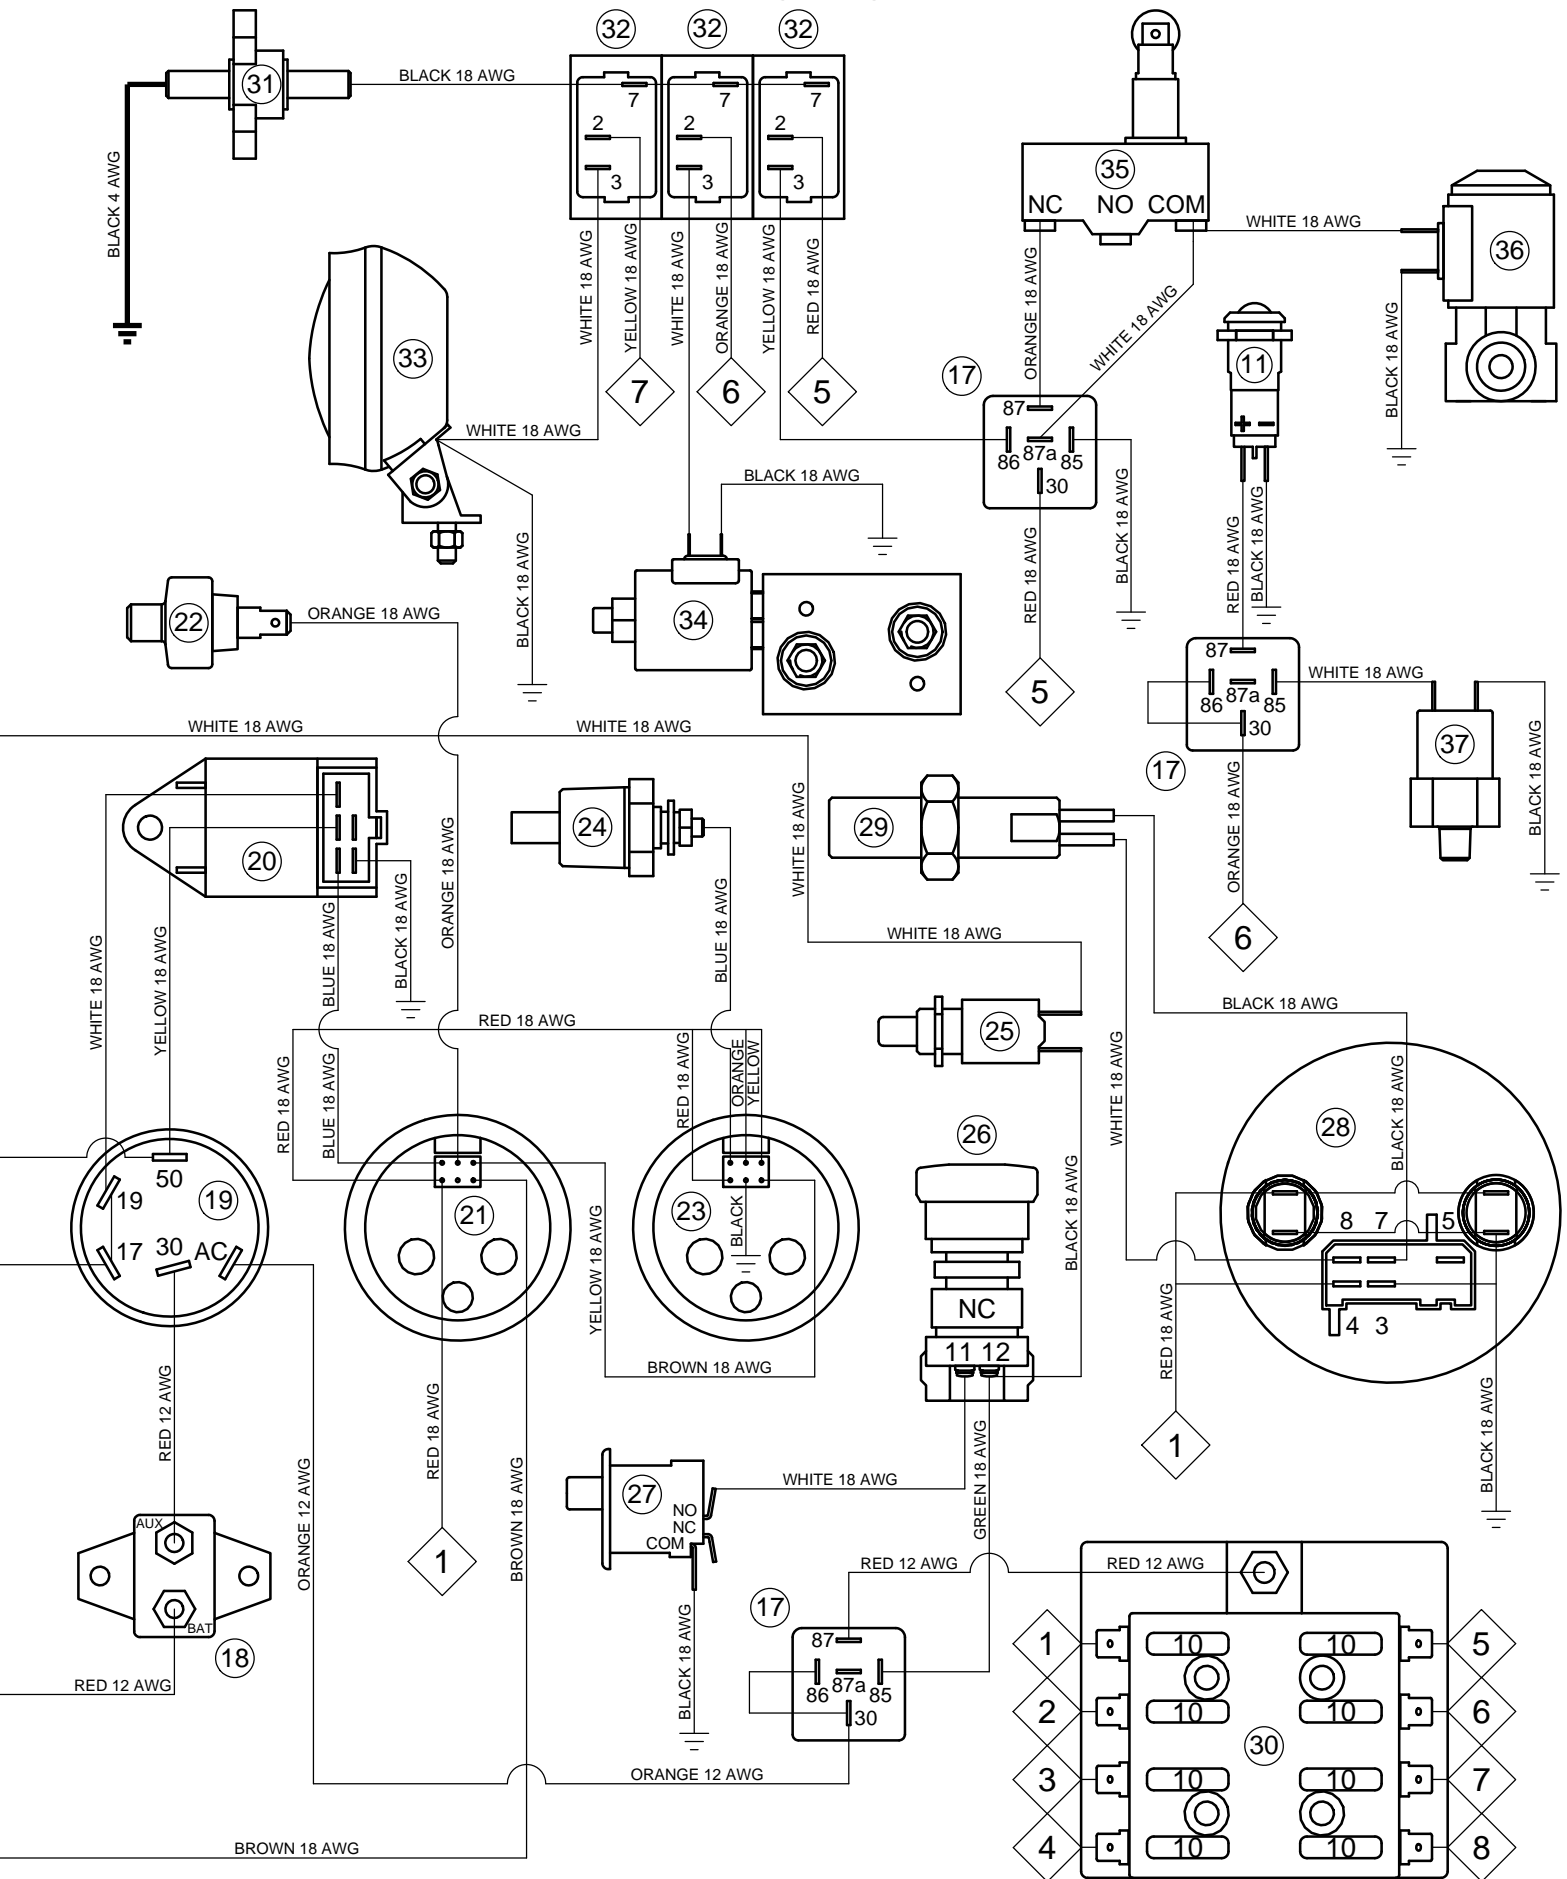 32 32 32
31
BLACK 18 AWG
7 7 7
2 2 2
3 3 3
BLACK 4 AWG
35
NC NO COM
WHITE 18 AWG
36
WHITE 18 AWG
YELLOW 18 AWG
WHITE 18 AWG
ORANGE 18 AWG
YELLOW 18 AWG
RED 18 AWG
ORANGE 18 AWG
WHITE 18 AWG
BLACK 18 AWG
33
7 6 5
17
11
+ -
87
86 87a 85
30
WHITE 18 AWG
BLACK 18 AWG
BLACK 18 AWG
RED 18 AWG
BLACK 18 AWG
RED 18 AWG
BLACK 18 AWG
22
ORANGE 18 AWG
34
5
87
86 87a 85
30
WHITE 18 AWG
17
37
BLACK 18 AWG
WHITE 18 AWG
WHITE 18 AWG
20
24
29
ORANGE 18 AWG
WHITE 18 AWG
ORANGE 18 AWG
6
WHITE 18 AWG
YELLOW 18 AWG
BLUE 18 AWG
BLACK 18 AWG
BLUE 18 AWG
WHITE 18 AWG
BLACK 18 AWG
RED 18 AWG
25
RED 18 AWG
BLUE 18 AWG
RED 18 AWG
ORANGE
YELLOW
WHITE 18 AWG
BLACK 18 AWG
26
28
50
19
19
17
30
AC
21
23
BLACK
YELLOW 18 AWG
BLACK 18 AWG
8 7 5
4 3
NC
11 12
RED 18 AWG
BLACK 18 AWG
BROWN 18 AWG
RED 12 AWG
RED 18 AWG
BROWN 18 AWG
ORANGE 12 AWG
1
27
NO
NC
COM
WHITE 18 AWG
GREEN 18 AWG
1
AUX
BAT
18
RED 12 AWG
BLACK 18 AWG
17
RED 12 AWG
RED 12 AWG
87
86 87a 85
30
ORANGE 12 AWG
BROWN 18 AWG
1 10 10 5
2 10 10 6
30
3 10 10 7
4 10 10 8